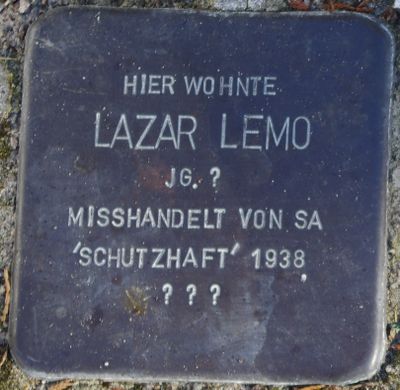 HIER WOHNTE
LAZAR LEMO
JG. ?
MISSHANDELT VON SA
'SCHUTZHAFT' 1938
? ? ?